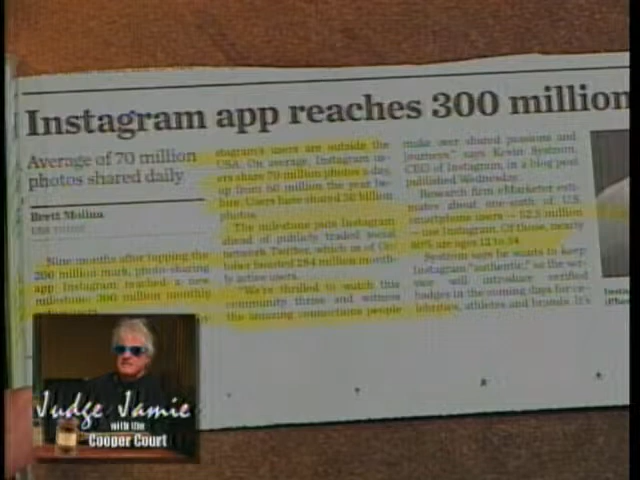 Instagram app reaches 300 million
Average of 70 million
photos shared daily
Brett Molina
USA TODAY
Nine months after topping the
200 million mark, photo-sharing
app Instagram reached a new
milestone: 300 million monthly
stagram's users are outside the
USA. On average, Instagram us-
ers share 70 million photos a day,
up from 60 million the year be-
fore. Users have shared 30 billion
photos.
The milestone puts Instagram
ahead of publicly traded social
network Twitter, which as of Oc-
tober boasted 284 million month-
ly active users.
"We're thrilled to watch this
community thrive and witness
the amazing connections people
make over shared passions and
journeys," says Kevin Systrom,
CEO of Instagram, in a blog post
published Wednesday.
Research firm eMarketer esti-
mates about one-sixth of U.S.
smartphone users — 52.3 million
— use Instagram. Of those, nearly
are ages 12 to 34
Systrom says he wants to keep
Instagram "authentic," so the ser-
vice will introduce verified
badges in the coming days for ce-
lebrities, athletes and brands. It's
Judge Jamie
with the
Cooper Court